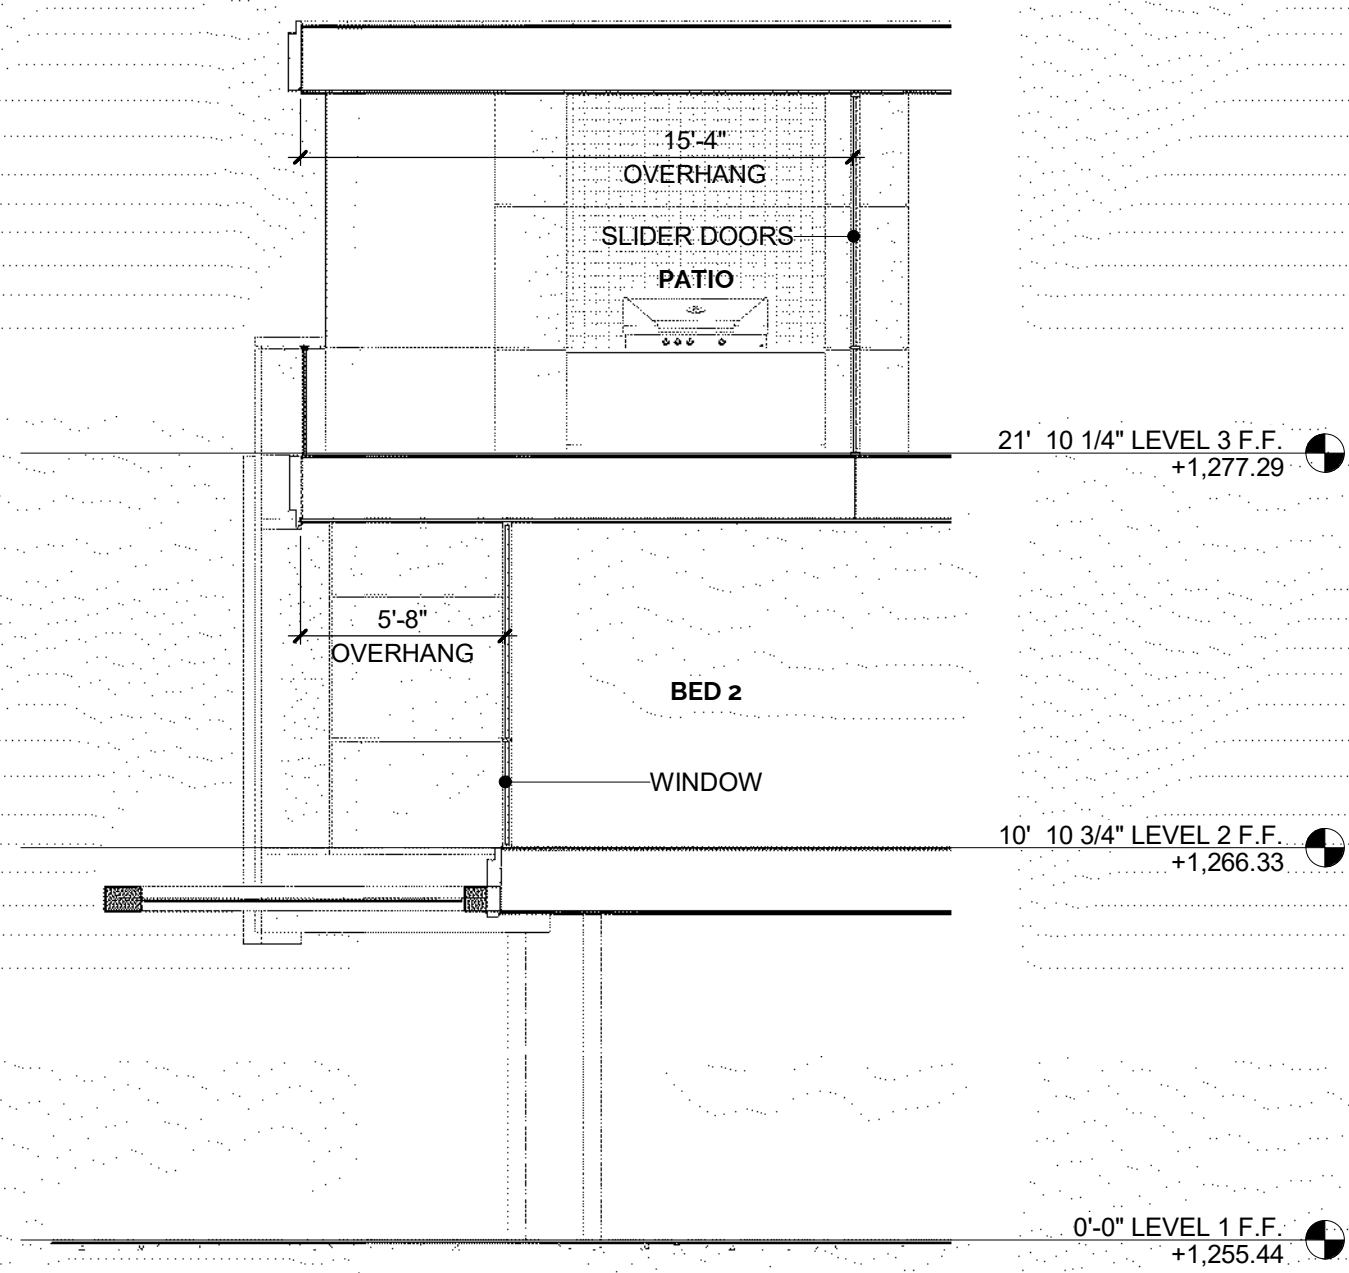 15'-4"
OVERHANG
SLIDER DOORS
PATIO
21' 10 1/4" LEVEL 3 F.F.
+1,277.29
5'-8"
OVERHANG
BED 2
WINDOW
10' 10 3/4" LEVEL 2 F.F.
+1,266.33
0'-0" LEVEL 1 F.F.
+1,255.44